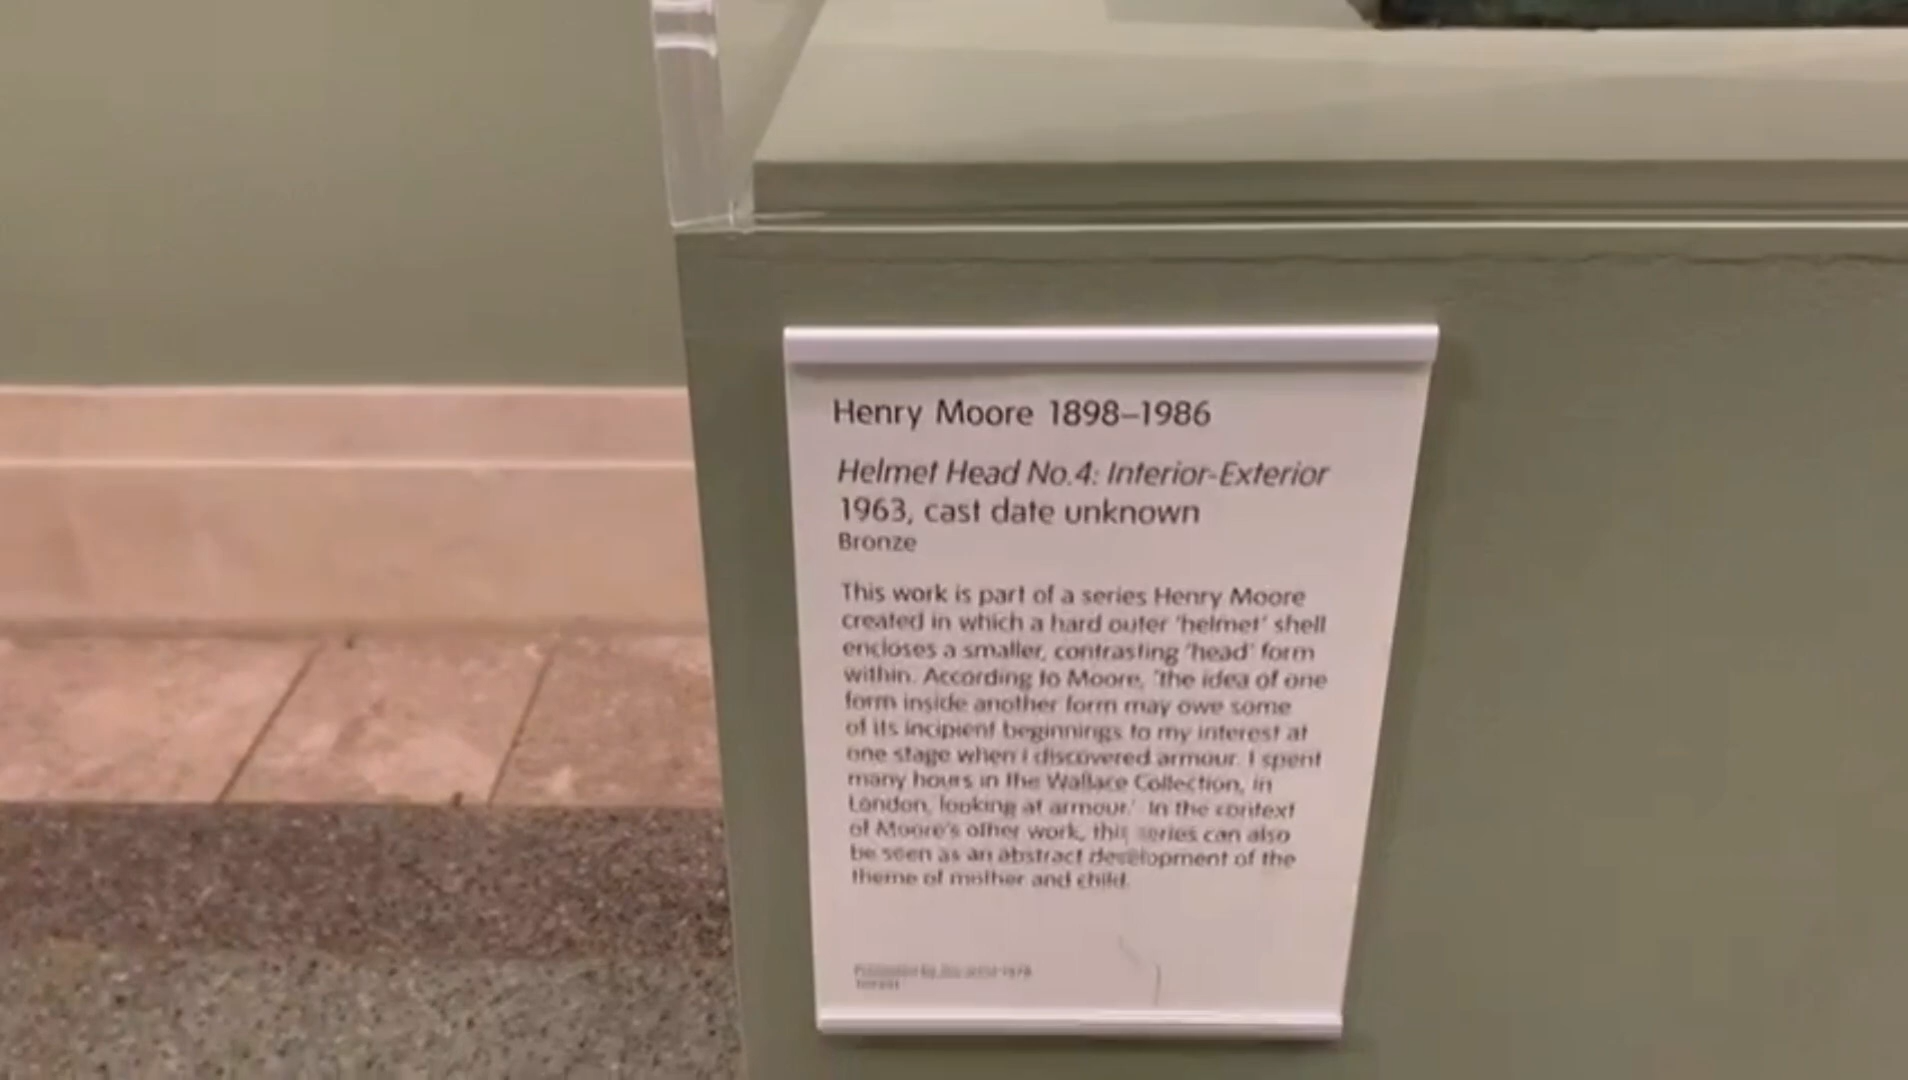 Henry Moore 1898–1986
Helmet Head No.4: Interior-Exterior
1963, cast date unknown
Bronze
This work is part of a series Henry Moore
created in which a hard outer ‘helmet’ shell
encloses a smaller, contrasting ‘head’ form
within. According to Moore, ‘the idea of one
form inside another form may owe some
of its incipient beginnings to my interest at
one stage when I discovered armour. I spent
many hours in the Wallace Collection, in
London, looking at armour.’ In the context
of Moore’s other work, this series can also
be seen as an abstract development of the
theme of mother and child.
Presented by the artist 1978